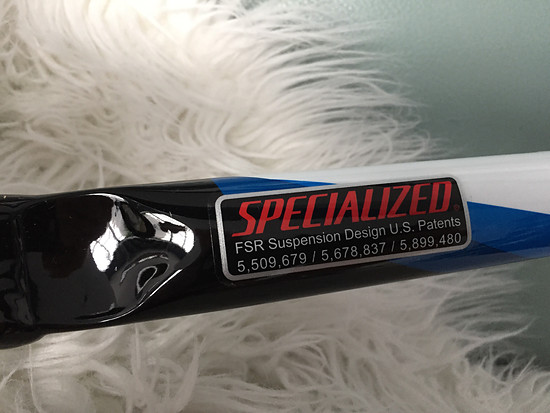 SPECIALIZED
FSR Suspension Design U.S. Patents
5,509,679 / 5,678,837 / 5,899,480